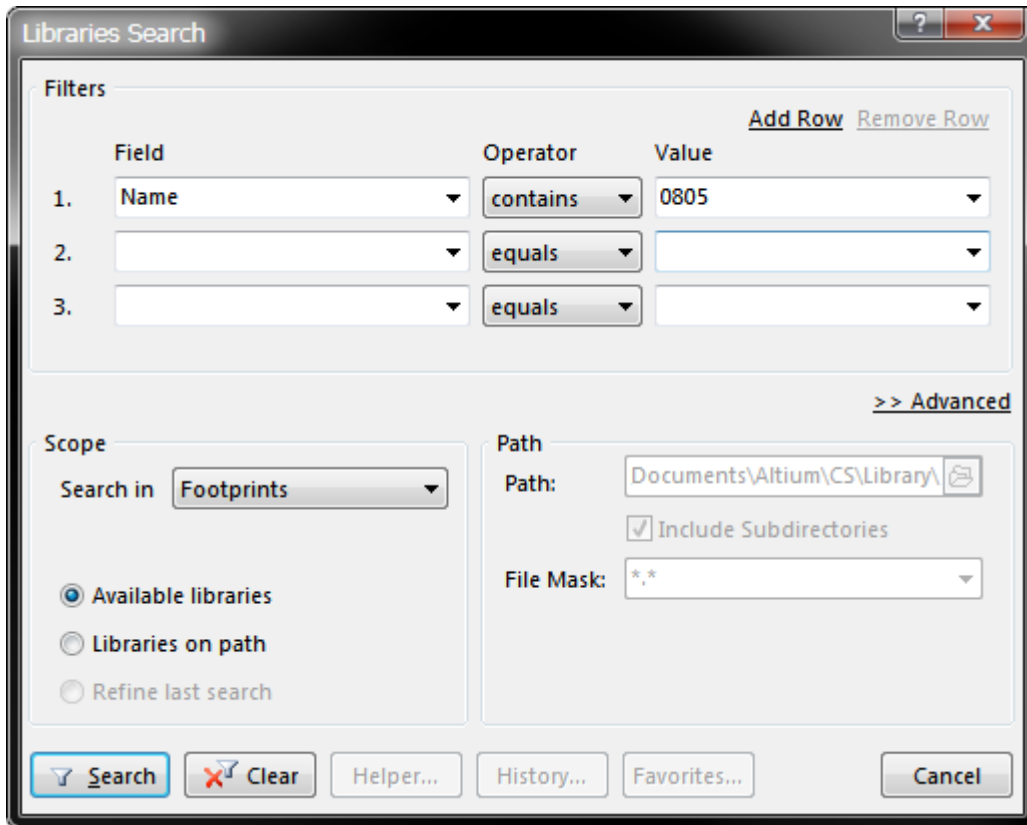 Libraries Search
?
Filters
Add Row Remove Row
Field Operator Value
1. Name contains 0805
2. equals
3. equals
>> Advanced
Scope
Search in Footprints
Available libraries
Libraries on path
Refine last search
Path
Path: Documents\Altium\CS\Library\
Include Subdirectories
File Mask: *.*
Search Clear Helper... History... Favorites... Cancel